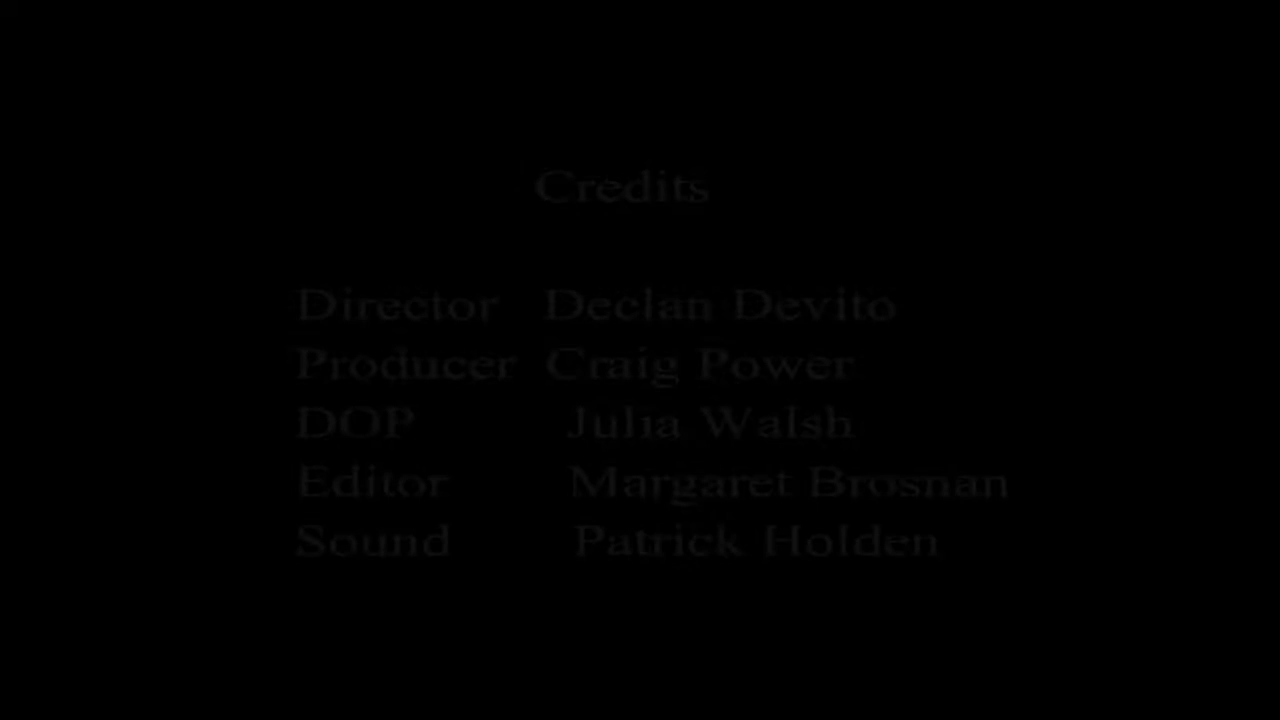 Credits
Director Declan Devito
Producer Craig Power
DOP Julia Walsh
Editor Margaret Brosnan
Sound Patrick Holden